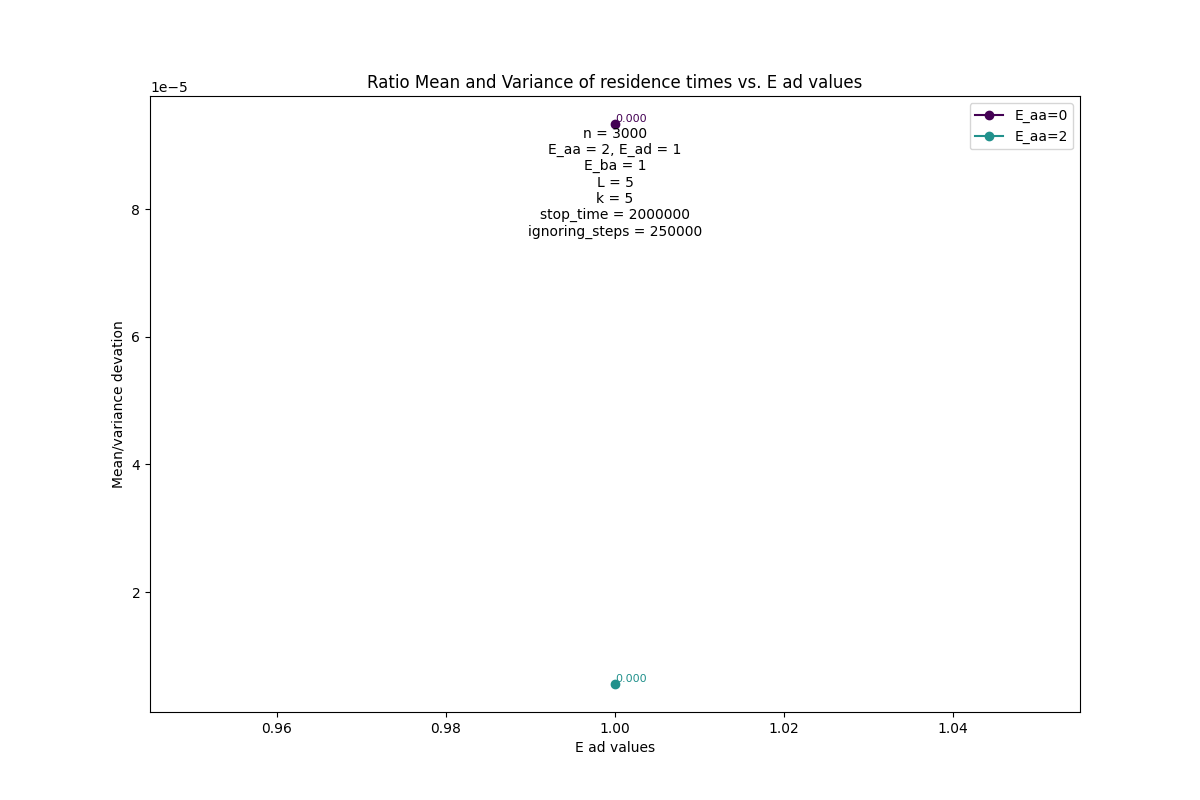 Ratio Mean and Variance of residence times vs. E ad values
1e−5
0.000
E_aa=0
E_aa=2
n = 3000
E_aa = 2, E_ad = 1
E_ba = 1
L = 5
k = 5
stop_time = 2000000
ignoring_steps = 250000
8
6
4
2
Mean/variance devation
0.000
0.96
0.98
1.00
1.02
1.04
E ad values